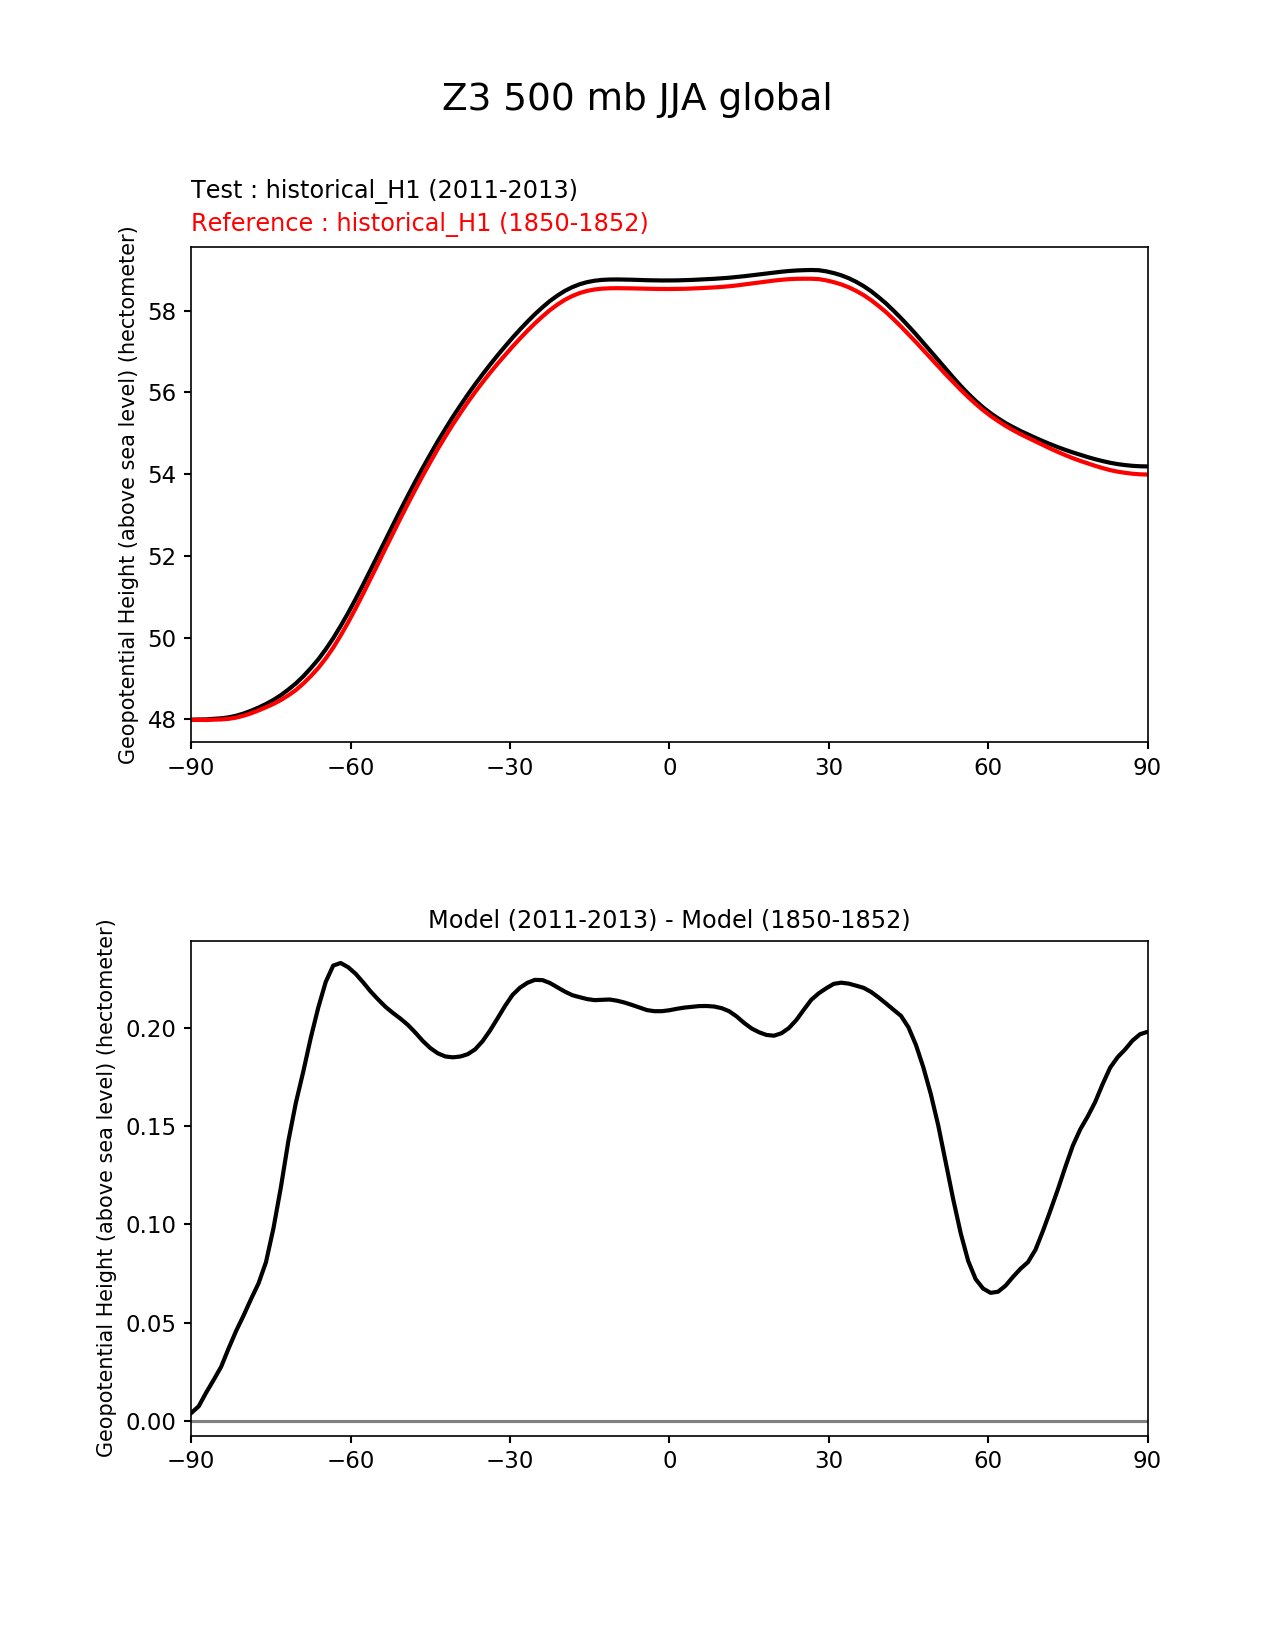 Z3 500 mb JJA global
Test : historical_H1 (2011-2013)
Reference : historical_H1 (1850-1852)
Geopotential Height (above sea level) (hectometer)
58
56
54
52
50
48
−90 −60 −30 0 30 60 90
Model (2011-2013) - Model (1850-1852)
Geopotential Height (above sea level) (hectometer)
0.20
0.15
0.10
0.05
0.00
−90 −60 −30 0 30 60 90